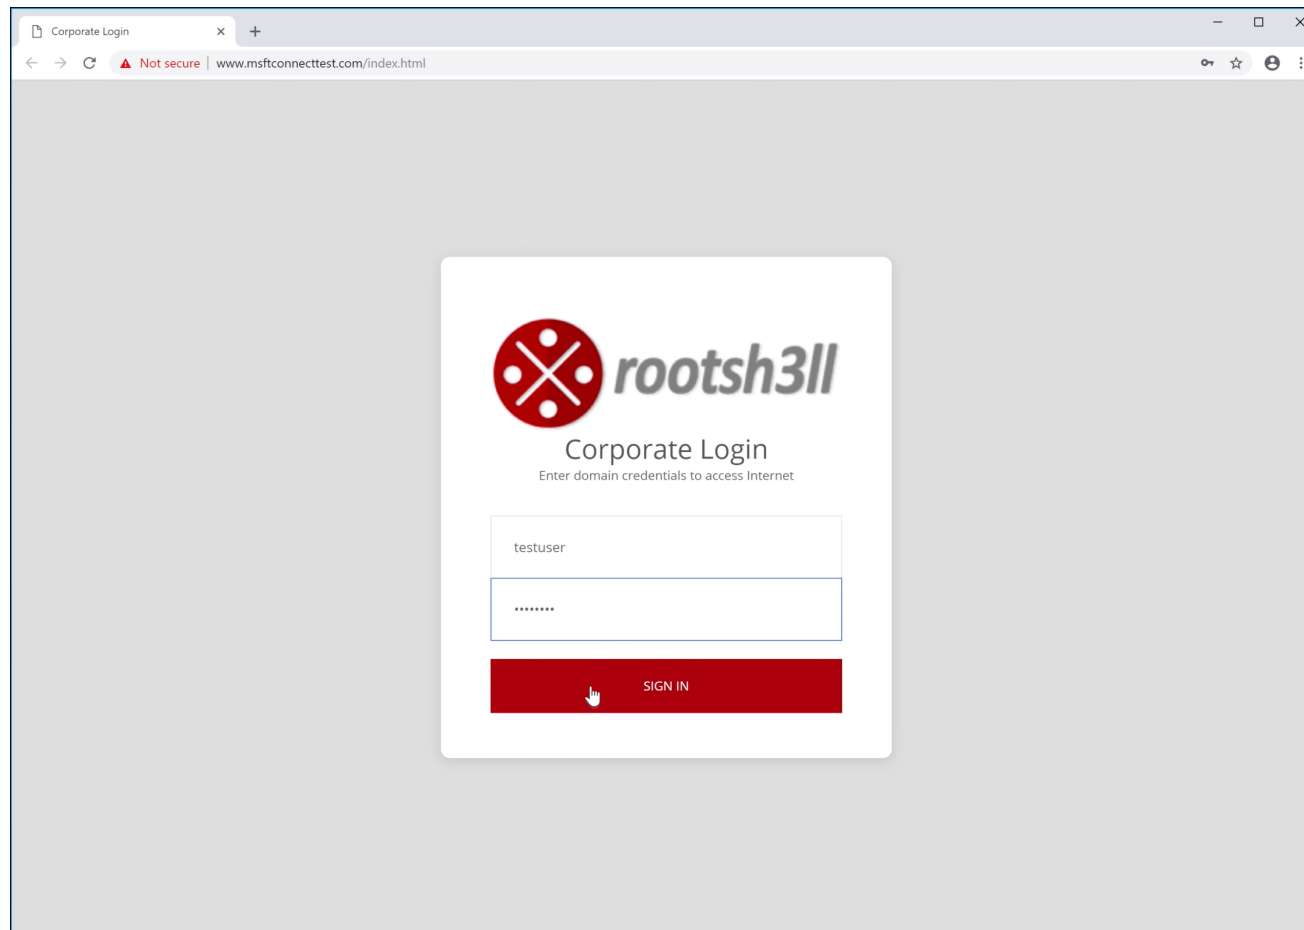 Corporate Login
Not secure | www.msftconnecttest.com/index.html
rootsh3ll
Corporate Login
Enter domain credentials to access Internet
testuser
••••••••
SIGN IN